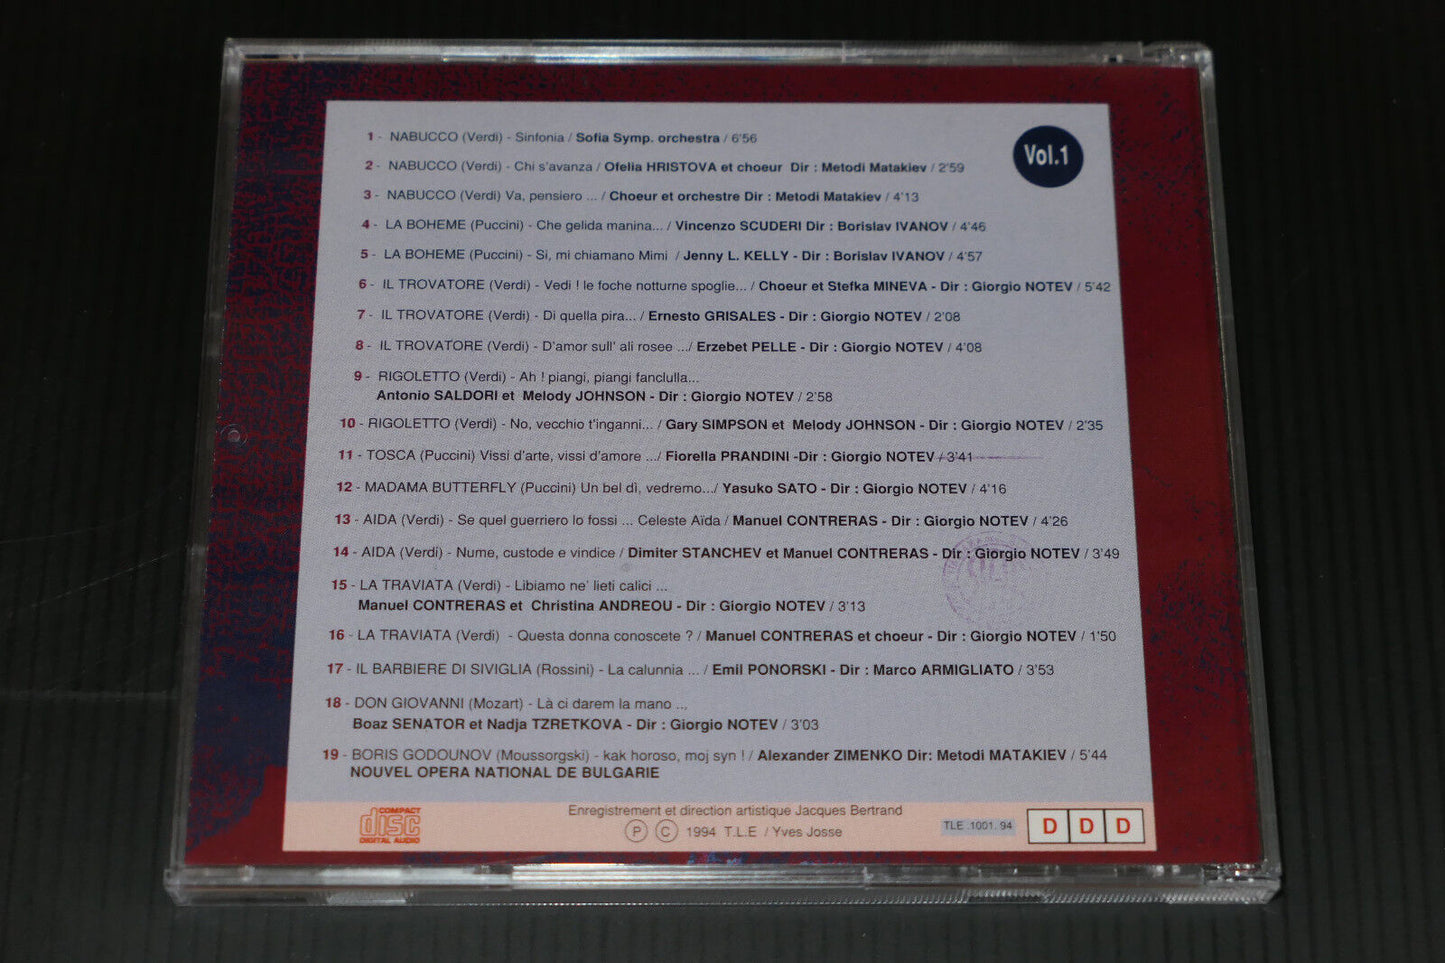 Vol.1
1 - NABUCCO (Verdi) - Sinfonia / Sofia Symp. orchestra / 6'56
2 - NABUCCO (Verdi) - Chi s'avanza / Ofelia HRISTOVA et choeur Dir : Metodi Matakiev / 2'59
3 - NABUCCO (Verdi) Va, pensiero ... / Choeur et orchestre Dir : Metodi Matakiev / 4'13
4 - LA BOHEME (Puccini) - Che gelida manina... / Vincenzo SCUDERI Dir : Borislav IVANOV / 4'46
5 - LA BOHEME (Puccini) - Si, mi chiamano Mimi / Jenny L. KELLY - Dir : Borislav IVANOV / 4'57
6 - IL TROVATORE (Verdi) - Vedi ! le foche notturne spoglie... / Choeur et Stefka MINEVA - Dir : Giorgio NOTEV / 5'42
7 - IL TROVATORE (Verdi) - Di quella pira... / Ernesto GRISALES - Dir : Giorgio NOTEV / 2'08
8 - IL TROVATORE (Verdi) - D'amor sull' ali rosee .../ Erzebet PELLE - Dir : Giorgio NOTEV / 4'08
9 - RIGOLETTO (Verdi) - Ah ! piangi, piangi fanclulla...
Antonio SALDORI et Melody JOHNSON - Dir : Giorgio NOTEV / 2'58
10 - RIGOLETTO (Verdi) - No, vecchio t'inganni... / Gary SIMPSON et Melody JOHNSON - Dir : Giorgio NOTEV / 2'35
11 - TOSCA (Puccini) Vissi d'arte, vissi d'amore .../ Fiorella PRANDINI -Dir : Giorgio NOTEV / 3'41
12 - MADAMA BUTTERFLY (Puccini) Un bel dì, vedremo.../ Yasuko SATO - Dir : Giorgio NOTEV / 4'16
13 - AIDA (Verdi) - Se quel guerriero lo fossi ... Celeste Aïda / Manuel CONTRERAS - Dir : Giorgio NOTEV / 4'26
14 - AIDA (Verdi) - Nume, custode e vindice / Dimiter STANCHEV et Manuel CONTRERAS - Dir : Giorgio NOTEV / 3'49
15 - LA TRAVIATA (Verdi) - Libiamo ne' lieti calici ...
Manuel CONTRERAS et Christina ANDREOU - Dir : Giorgio NOTEV / 3'13
16 - LA TRAVIATA (Verdi) - Questa donna conoscete ? / Manuel CONTRERAS et choeur - Dir : Giorgio NOTEV / 1'50
17 - IL BARBIERE DI SIVIGLIA (Rossini) - La calunnia ... / Emil PONORSKI - Dir : Marco ARMIGLIATO / 3'53
18 - DON GIOVANNI (Mozart) - Là ci darem la mano ...
Boaz SENATOR et Nadja TZRETKOVA - Dir : Giorgio NOTEV / 3'03
19 - BORIS GODOUNOV (Moussorgski) - kak horoso, moj syn ! / Alexander ZIMENKO Dir: Metodi MATAKIEV / 5'44
NOUVEL OPERA NATIONAL DE BULGARIE
COMPACT
disc
DIGITAL AUDIO
Enregistrement et direction artistique Jacques Bertrand
Ⓟ Ⓒ 1994 T.L.E / Yves Josse
TLE 1001. 94
D D D